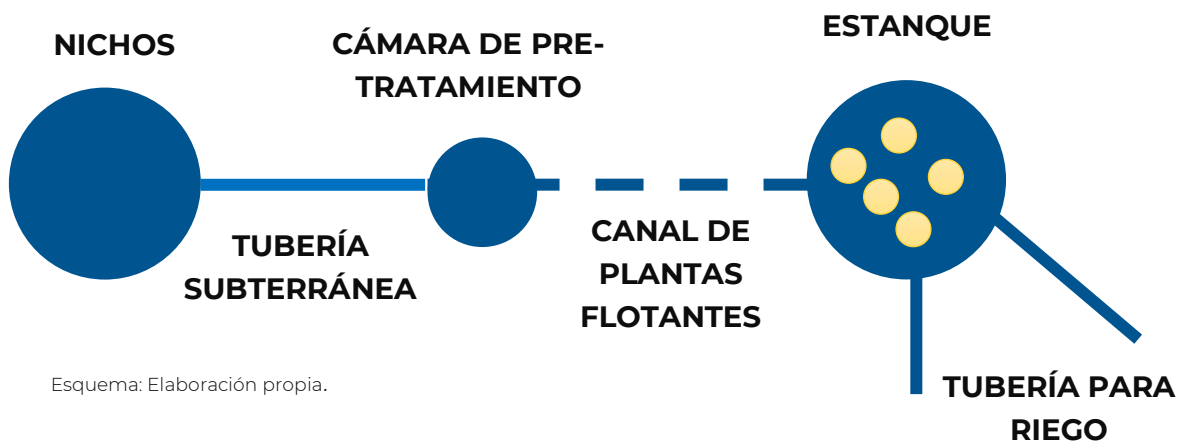 NICHOS
CÁMARA DE PRE-
TRATAMIENTO
ESTANQUE
TUBERÍA
SUBTERRÁNEA
CANAL DE
PLANTAS
FLOTANTES
TUBERÍA PARA
RIEGO
Esquema: Elaboración propia.